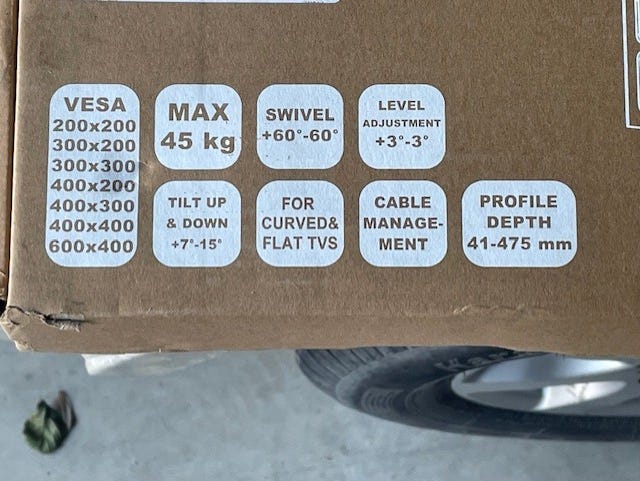 VESA
200x200
300x200
300x300
400x200
400x300
400x400
600x400
MAX
45 kg
SWIVEL
+60°-60°
LEVEL
ADJUSTMENT
+3°-3°
TILT UP
& DOWN
+7°-15°
FOR
CURVED&
FLAT TVS
CABLE
MANAGE-
MENT
PROFILE
DEPTH
41-475 mm